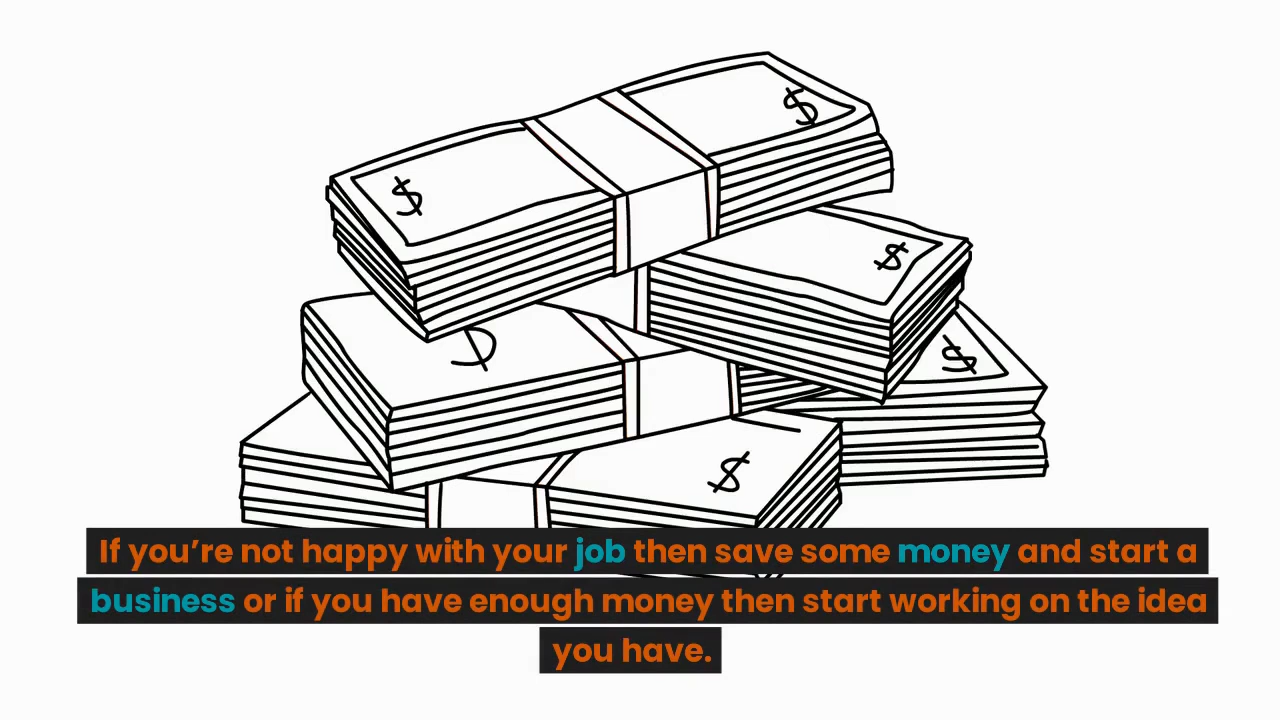 $
$
$
$
$
$
If you’re not happy with your job then save some money and start a
business or if you have enough money then start working on the idea
you have.